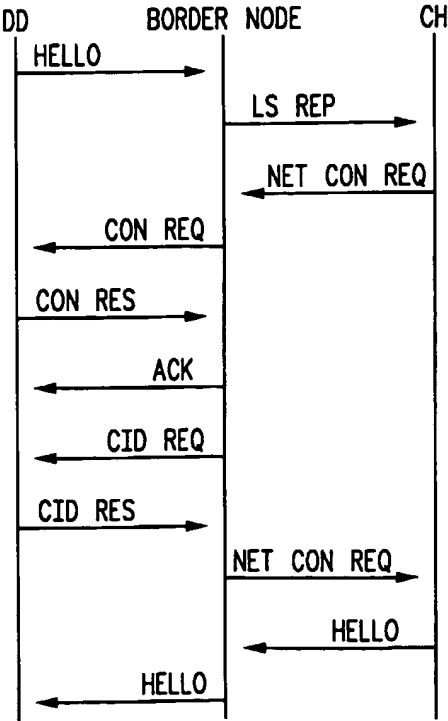 DD BORDER NODE CH
HELLO
LS REP
NET CON REQ
CON REQ
CON RES
ACK
CID REQ
CID RES
NET CON REQ
HELLO
HELLO